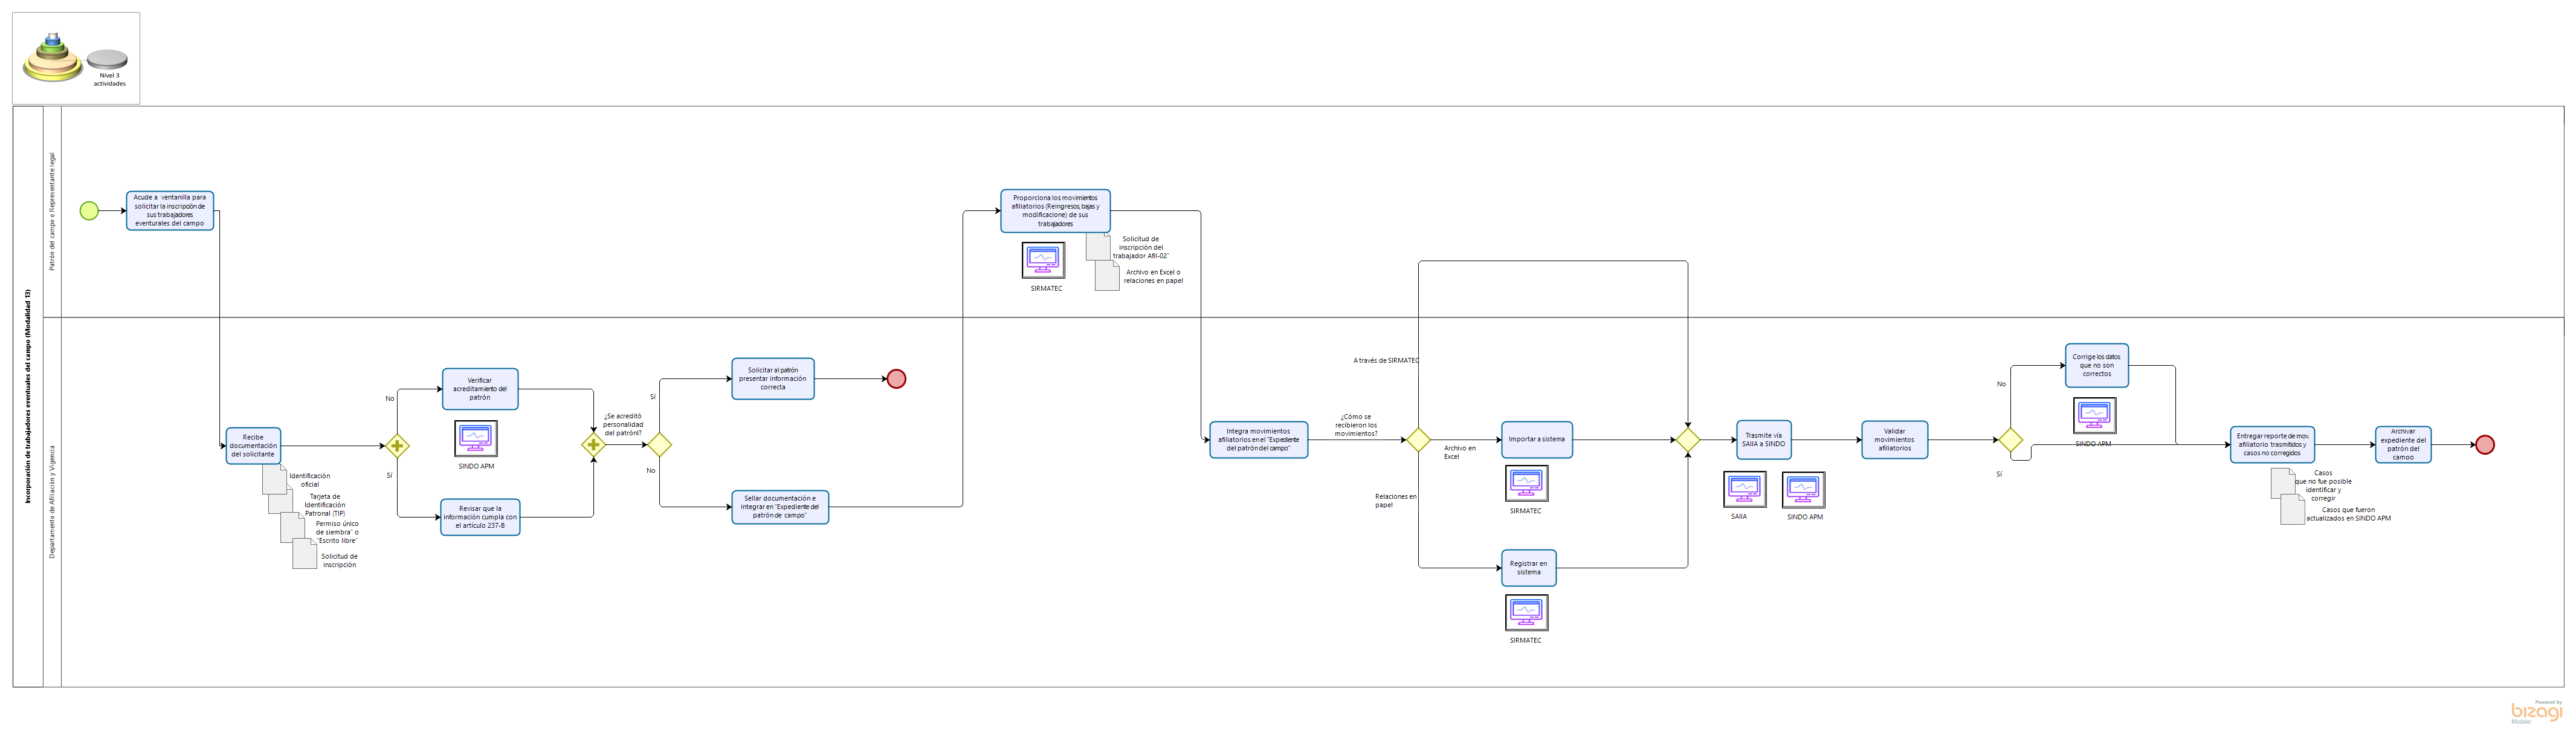 Nivel 3
actividades
Incorporación de trabajadores eventuales del campo (Modalidad 13)
Patrón del campo o Representante legal
Acude a ventanilla para
solicitar la inscripción de
sus trabajadores
eventurales del campo
Proporciona los movimientos
afiliatorios (Reingresos, bajas y
modificacione) de sus
trabajadores
SIRMATEC
Solicitud de
inscripción del
trabajador Afil-02"
Archivo en Excel o
relaciones en papel
Departamento de Afiliación y Vigencia
Recibe
documentación
del solicitante
Identificación
oficial
Tarjeta de
Identificación
Patronal (TIP)
Permiso único
de siembra" o
"Escrito libre"
Solicitud de
inscripción
No
Sí
Verificar
acreditamiento del
patrón
SINDO APM
Revisar que la
información cumpla con
el artículo 237-B
¿Se acreditó
personalidad
del patrónl?
Sí
No
Solicitar al patrón
presentar información
correcta
Sellar documentación e
integrar en "Expediente del
patrón de campo"
Integra movimientos
afiliatorios en el "Expediente
del patrón del campo"
¿Cómo se
recibieron los
movimientos?
A través de SIRMATEC
Archivo en
Excel
Relaciones en
papel
Importar a sistema
SIRMATEC
Registrar en
sistema
SIRMATEC
Trasmite vía
SAIIA a SINDO
SAIIA
SINDO APM
Validar
movimientos
afiliatorios
No
Sí
Corrige los datos
que no son
correctos
SINDO APM
Entregar reporte de mov.
afiliatorio trasmitidos y
casos no corregidos
Casos
que no fue posible
identificar y
corregir
Casos que fueron
actualizados en SINDO APM
Archivar
expediente del
patrón del
campo
Powered by
bizagi
Modeler